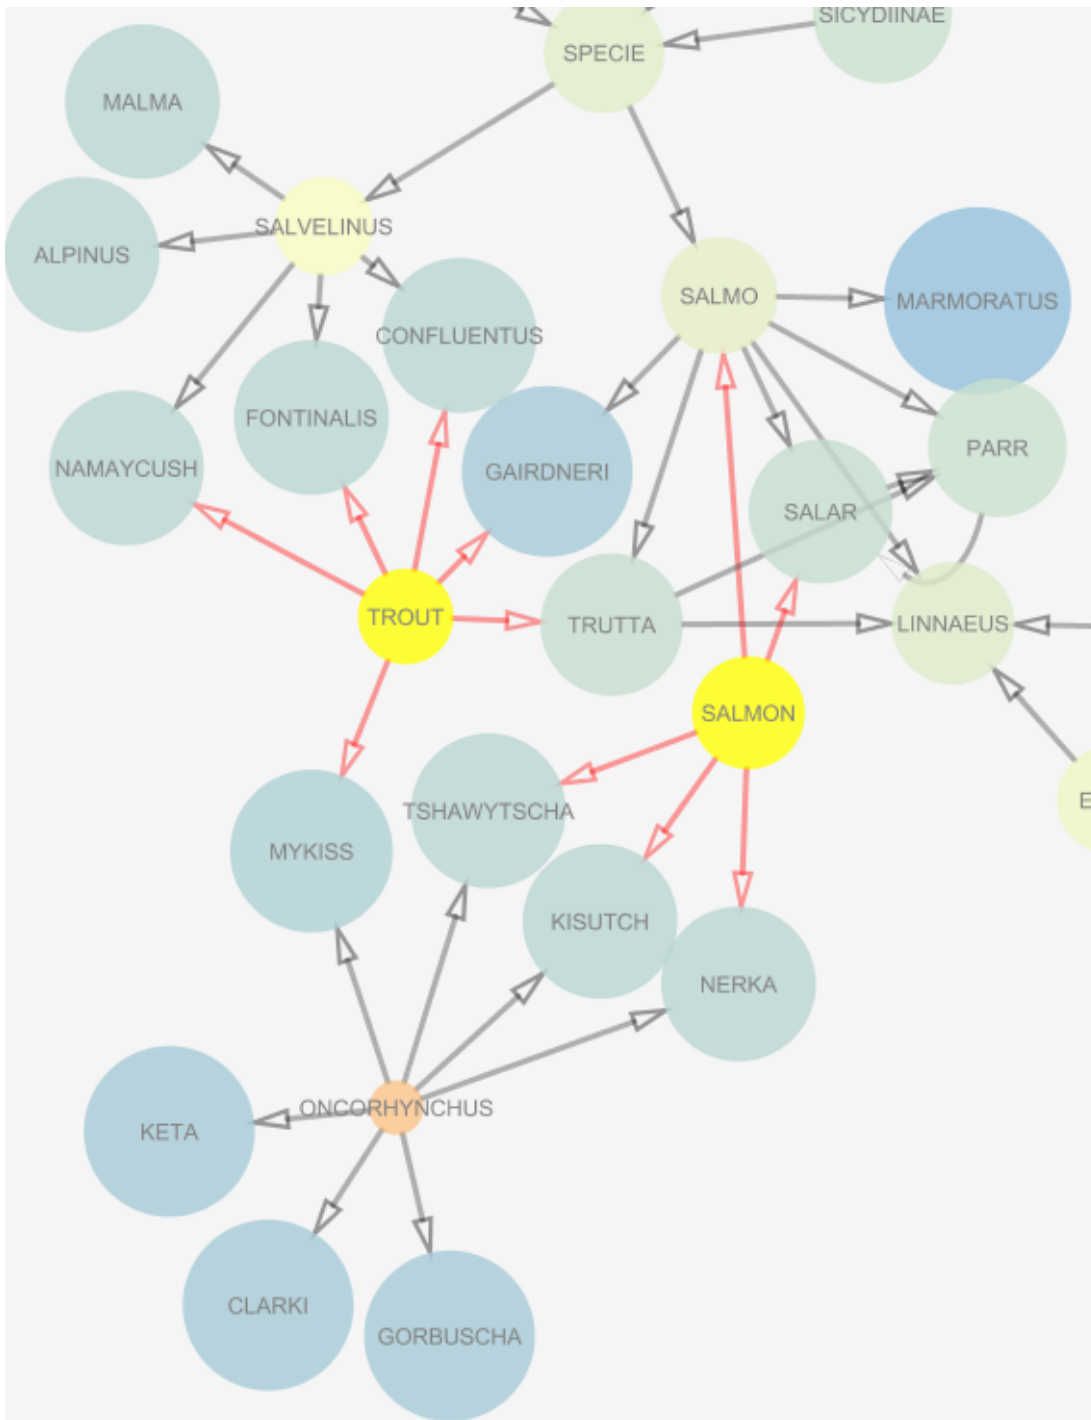 SICYDIINAE
SPECIE
MALMA
SALVELINUS
ALPINUS
SALMO
MARMORATUS
CONFLUENTUS
FONTINALIS
PARR
NAMAYCUSH
GAIRDNERI
SALAR
TROUT
TRUTTA
LINNAEUS
SALMON
E
TSHAWYTSCHA
MYKISS
KISUTCH
NERKA
ONCORHYNCHUS
KETA
CLARKI
GORBUSCHA